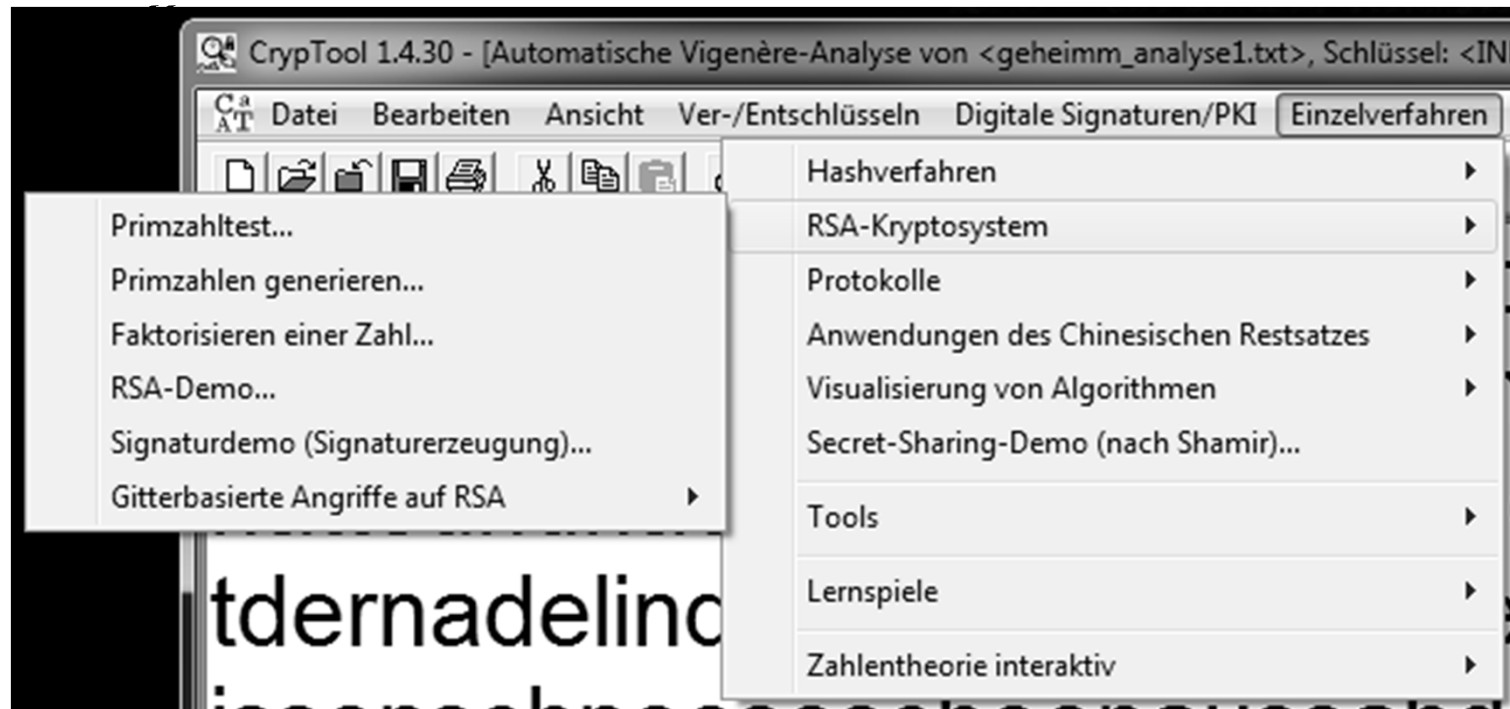 CrypTool 1.4.30 - [Automatische Vigenère-Analyse von <geheimm_analyse1.txt>, Schlüssel: <IN
Datei Bearbeiten Ansicht Ver-/Entschlüsseln Digitale Signaturen/PKI Einzelverfahren
Hashverfahren
RSA-Kryptosystem
Protokolle
Anwendungen des Chinesischen Restsatzes
Visualisierung von Algorithmen
Secret-Sharing-Demo (nach Shamir)...
Tools
Lernspiele
Zahlentheorie interaktiv
Primzahltest...
Primzahlen generieren...
Faktorisieren einer Zahl...
RSA-Demo...
Signaturdemo (Signaturerzeugung)...
Gitterbasierte Angriffe auf RSA
tdernadelind